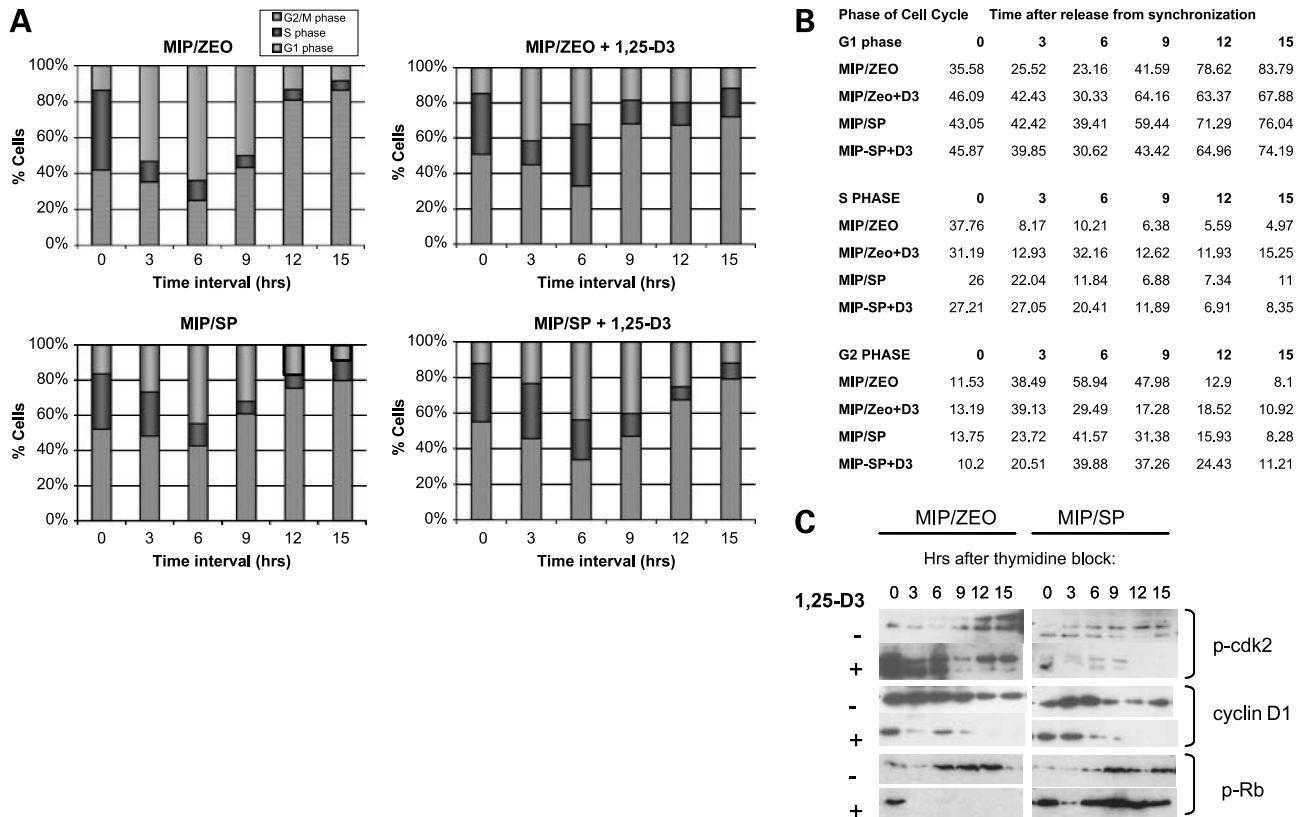 A
G2/M phase
S phase
G1 phase
MIP/ZEO
100%
80%
60%
40%
20%
0%
% Cells
0 3 6 9 12 15
Time interval (hrs)
MIP/ZEO + 1,25-D3
100%
80%
60%
40%
20%
0%
% Cells
0 3 6 9 12 15
Time interval (hrs)
MIP/SP
100%
80%
60%
40%
20%
0%
% Cells
0 3 6 9 12 15
Time interval (hrs)
MIP/SP + 1,25-D3
100%
80%
60%
40%
20%
0%
% Cells
0 3 6 9 12 15
Time interval (hrs)
B
Phase of Cell Cycle Time after release from synchronization
G1 phase 0 3 6 9 12 15
MIP/ZEO 35.58 25.52 23.16 41.59 78.62 83.79
MIP/Zeo+D3 46.09 42.43 30.33 64.16 63.37 67.88
MIP/SP 43.05 42.42 39.41 59.44 71.29 76.04
MIP-SP+D3 45.87 39.85 30.62 43.42 64.96 74.19
S PHASE 0 3 6 9 12 15
MIP/ZEO 37.76 8.17 10.21 6.38 5.59 4.97
MIP/Zeo+D3 31.19 12.93 32.16 12.62 11.93 15.25
MIP/SP 26 22.04 11.84 6.88 7.34 11
MIP-SP+D3 27,21 27.05 20.41 11.89 6.91 8.35
G2 PHASE 0 3 6 9 12 15
MIP/ZEO 11.53 38.49 58.94 47.98 12.9 8.1
MIP/Zeo+D3 13.19 39.13 29.49 17.28 18.52 10.92
MIP/SP 13.75 23.72 41.57 31.38 15.93 8.28
MIP-SP+D3 10.2 20.51 39.88 37.26 24.43 11.21
C
MIP/ZEO MIP/SP
Hrs after thymidine block:
0 3 6 9 12 15 0 3 6 9 12 15
1,25-D3
-
+
p-cdk2
-
+
cyclin D1
-
+
p-Rb